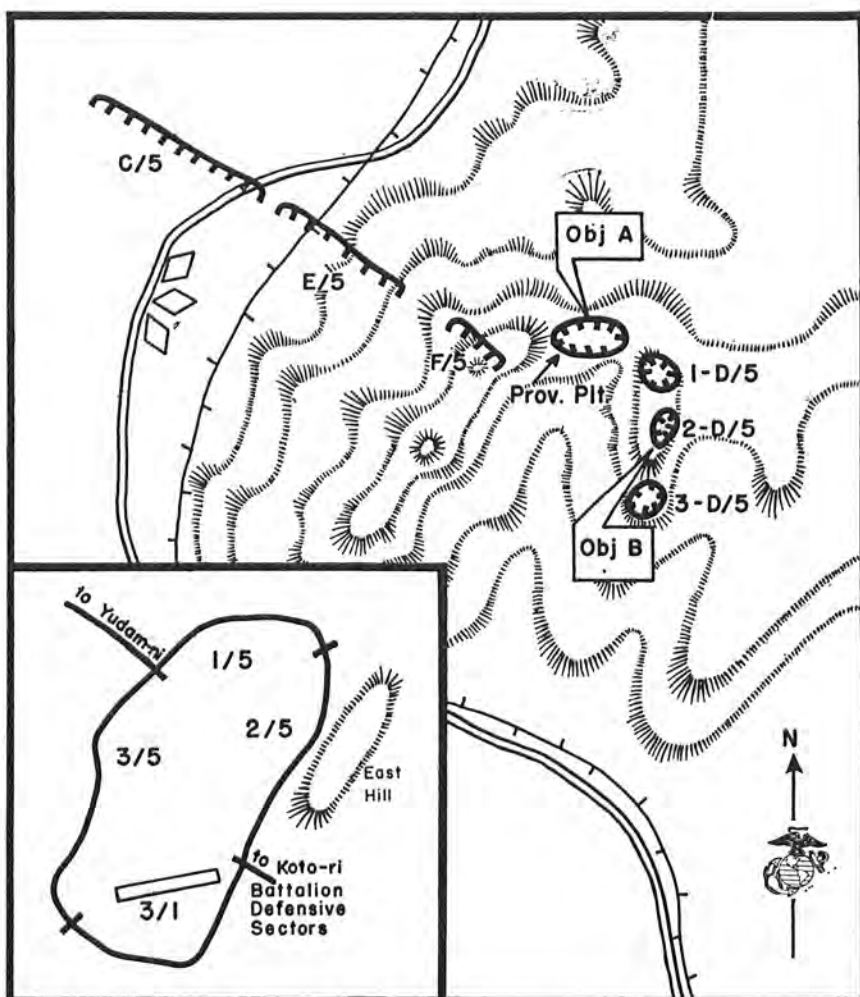 C/5
E/5
Obj A
F/5
Prov. Plt.
1-D/5
2-D/5
3-D/5
Obj B
to Yudam-ni
1/5
2/5
3/5
East
Hill
to Koto-ri
Battalion
Defensive
Sectors
3/1
N